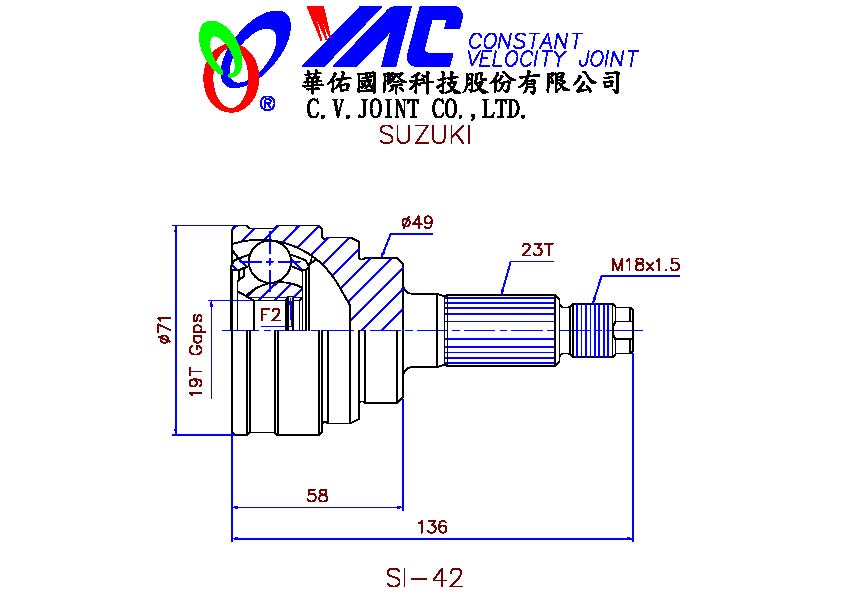 YAC CONSTANT
VELOCITY JOINT
®
華佑國際科技股份有限公司
C.V.JOINT CO.,LTD.
SUZUKI
ø49
23T
M18x1.5
F2
ø71
19T Gaps
58
136
SI-42